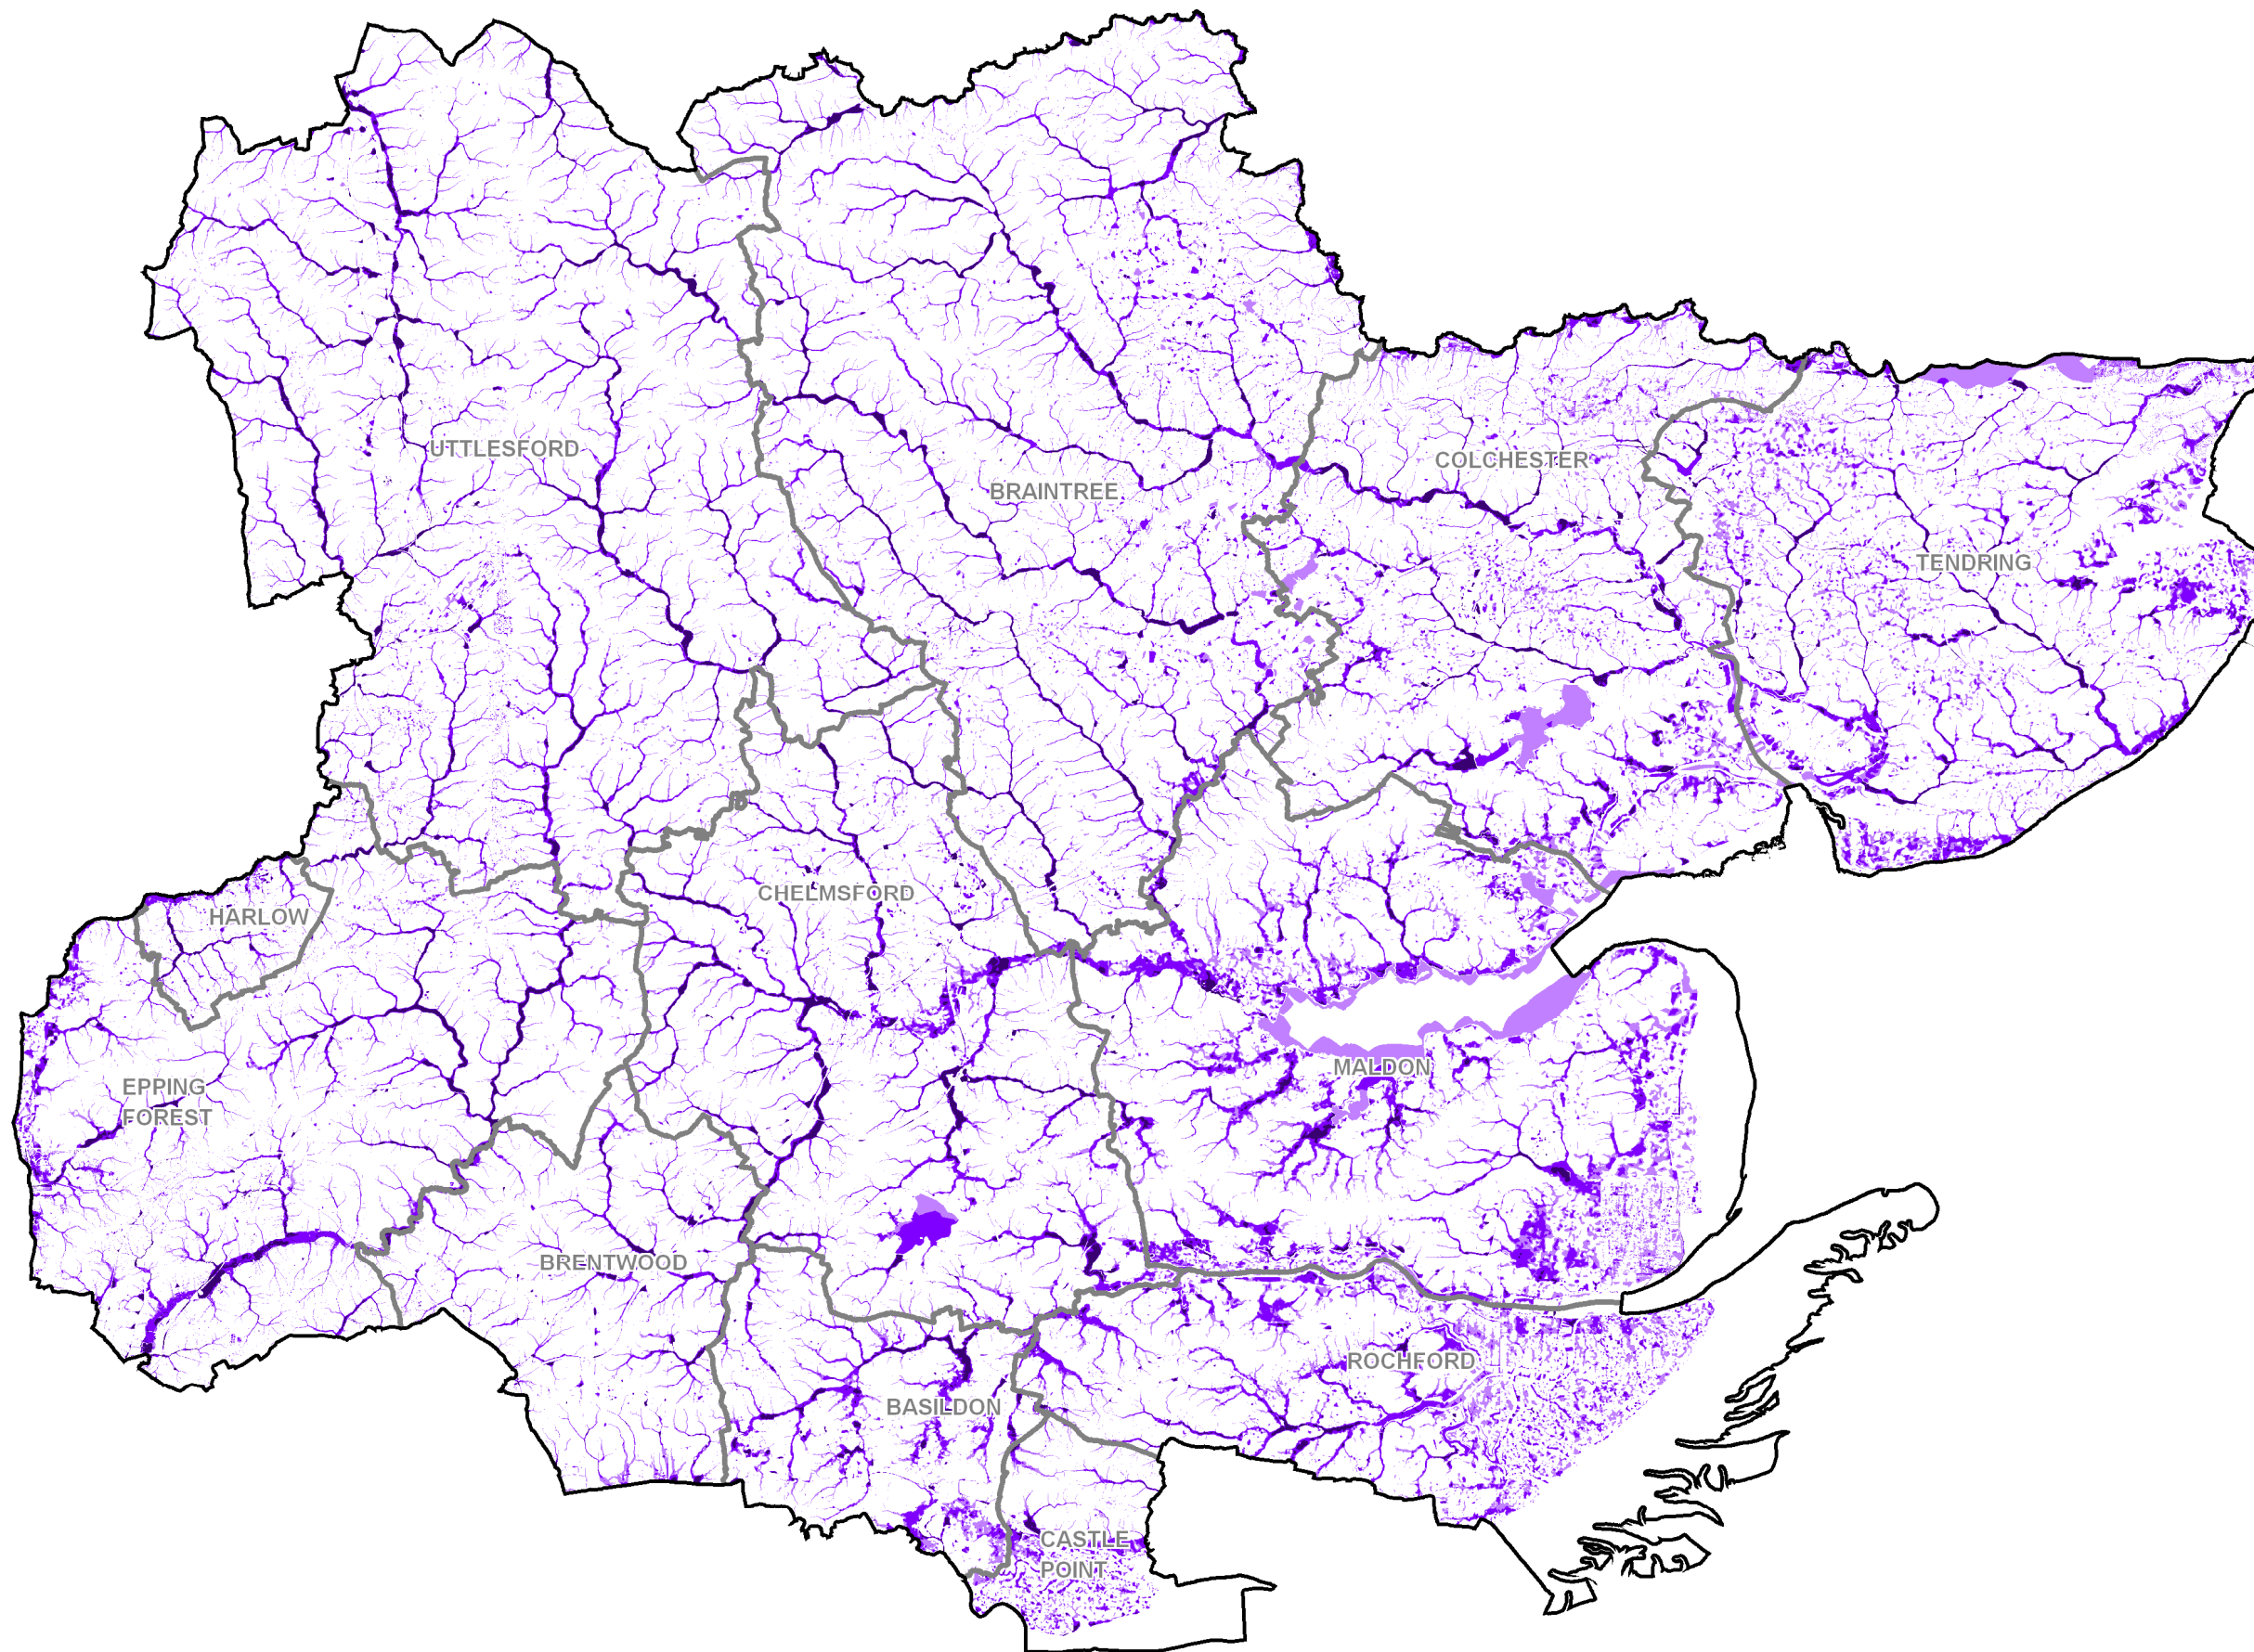 UTTLESFORD
COLCHESTER
BRAINTREE
TENDRING
CHELMSFORD
HARLOW
MALDON
EPPING
FOREST
BRENTWOOD
ROCHFORD
BASILDON
CASTLE
POINT